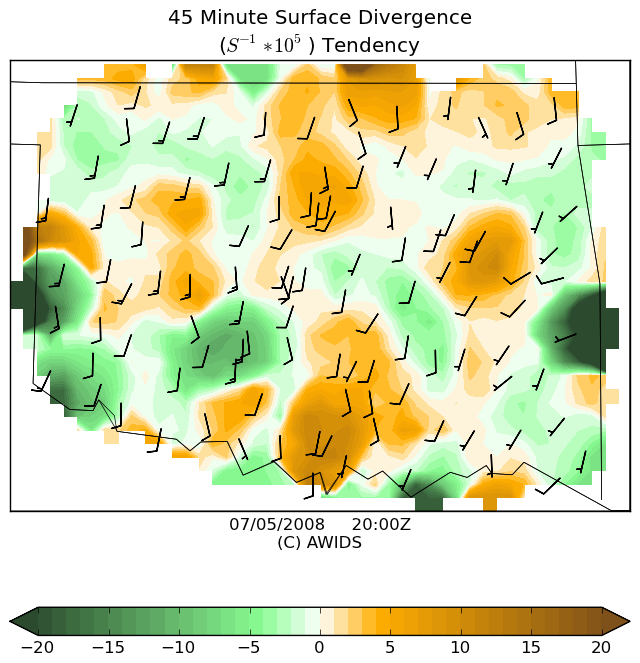 45 Minute Surface Divergence
(S⁻¹ *10⁵ ) Tendency
07/05/2008 20:00Z
(C) AWIDS
−20 −15 −10 −5 0 5 10 15 20